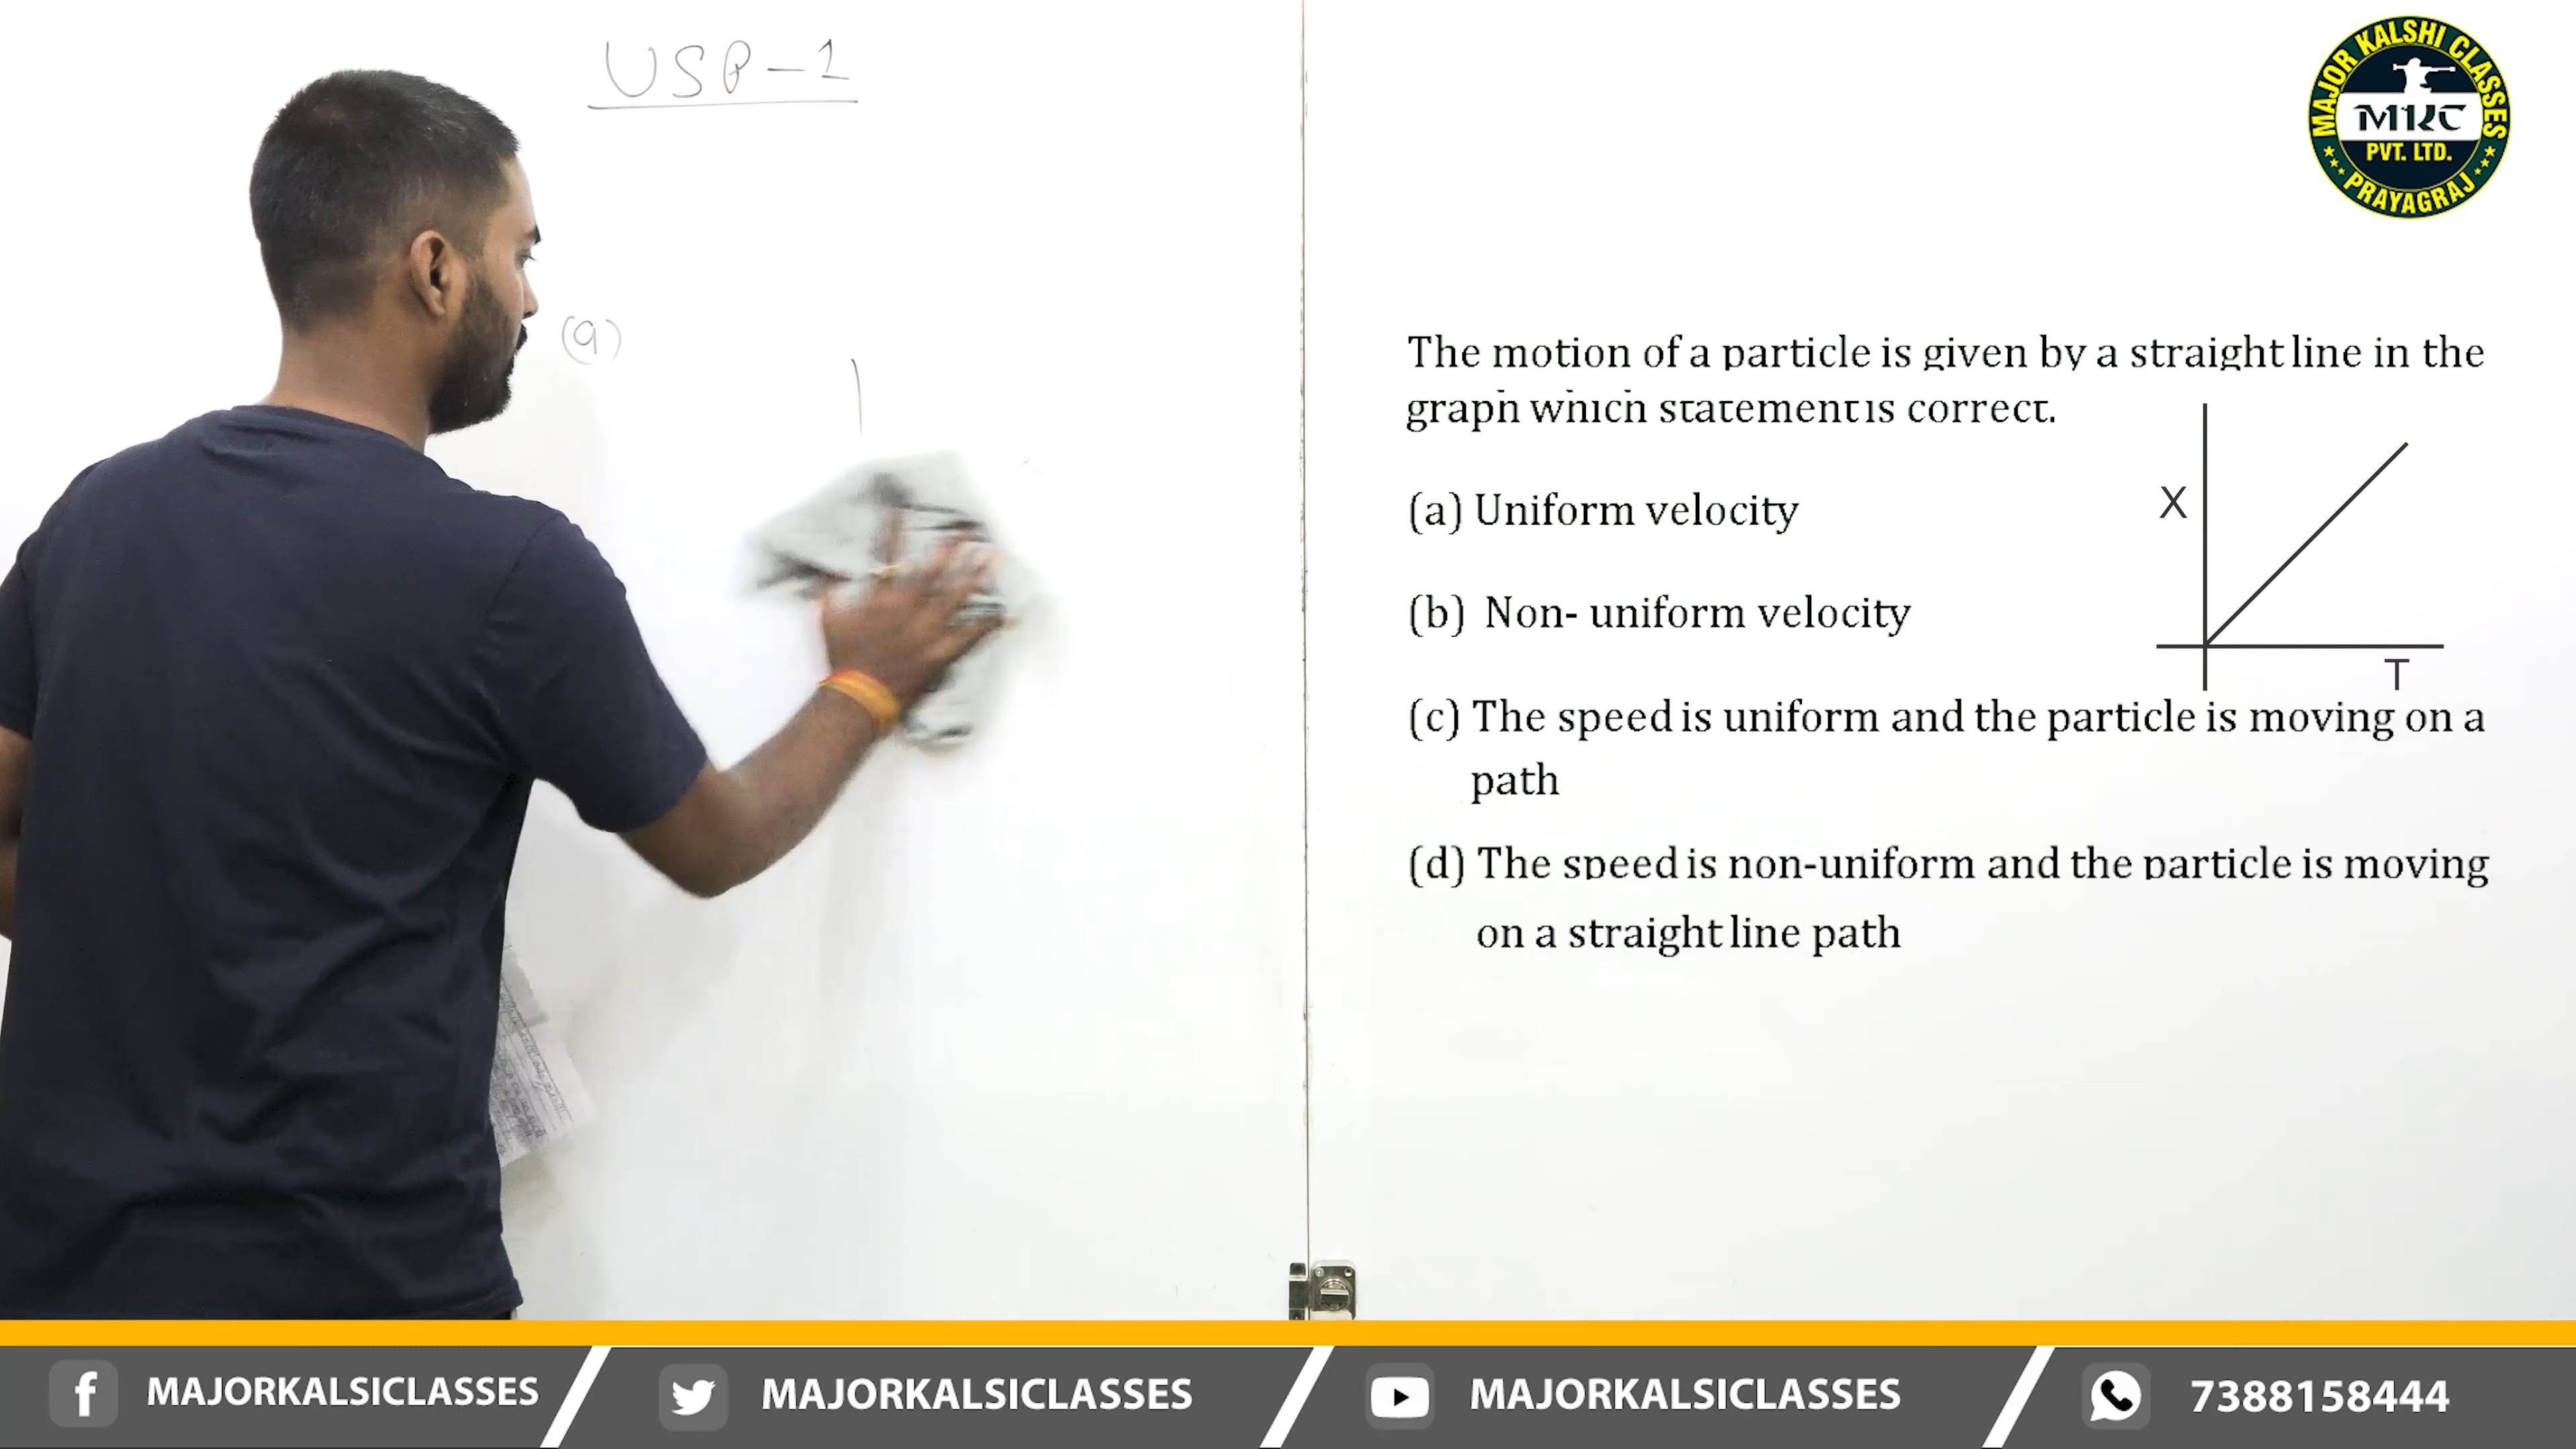 USP-1
(9)
MAJOR KALSHI CLASSES
MKC
PVT. LTD.
PRAYAGRAJ
The motion of a particle is given by a straight line in the
graph which statement is correct.
(a) Uniform velocity
X
(b) Non- uniform velocity
T
(c) The speed is uniform and the particle is moving on a
path
(d) The speed is non-uniform and the particle is moving
on a straight line path
MAJORKALSICLASSES
MAJORKALSICLASSES
MAJORKALSICLASSES
7388158444